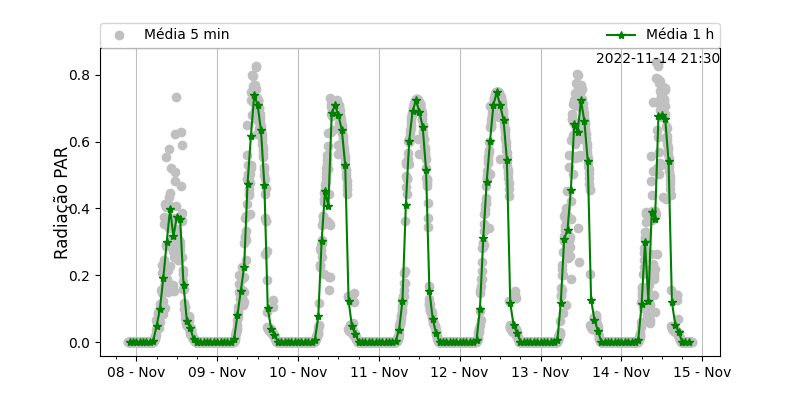 Média 5 min
Média 1 h
2022-11-14 21:30
Radiação PAR
0.8
0.6
0.4
0.2
0.0
08 - Nov
09 - Nov
10 - Nov
11 - Nov
12 - Nov
13 - Nov
14 - Nov
15 - Nov